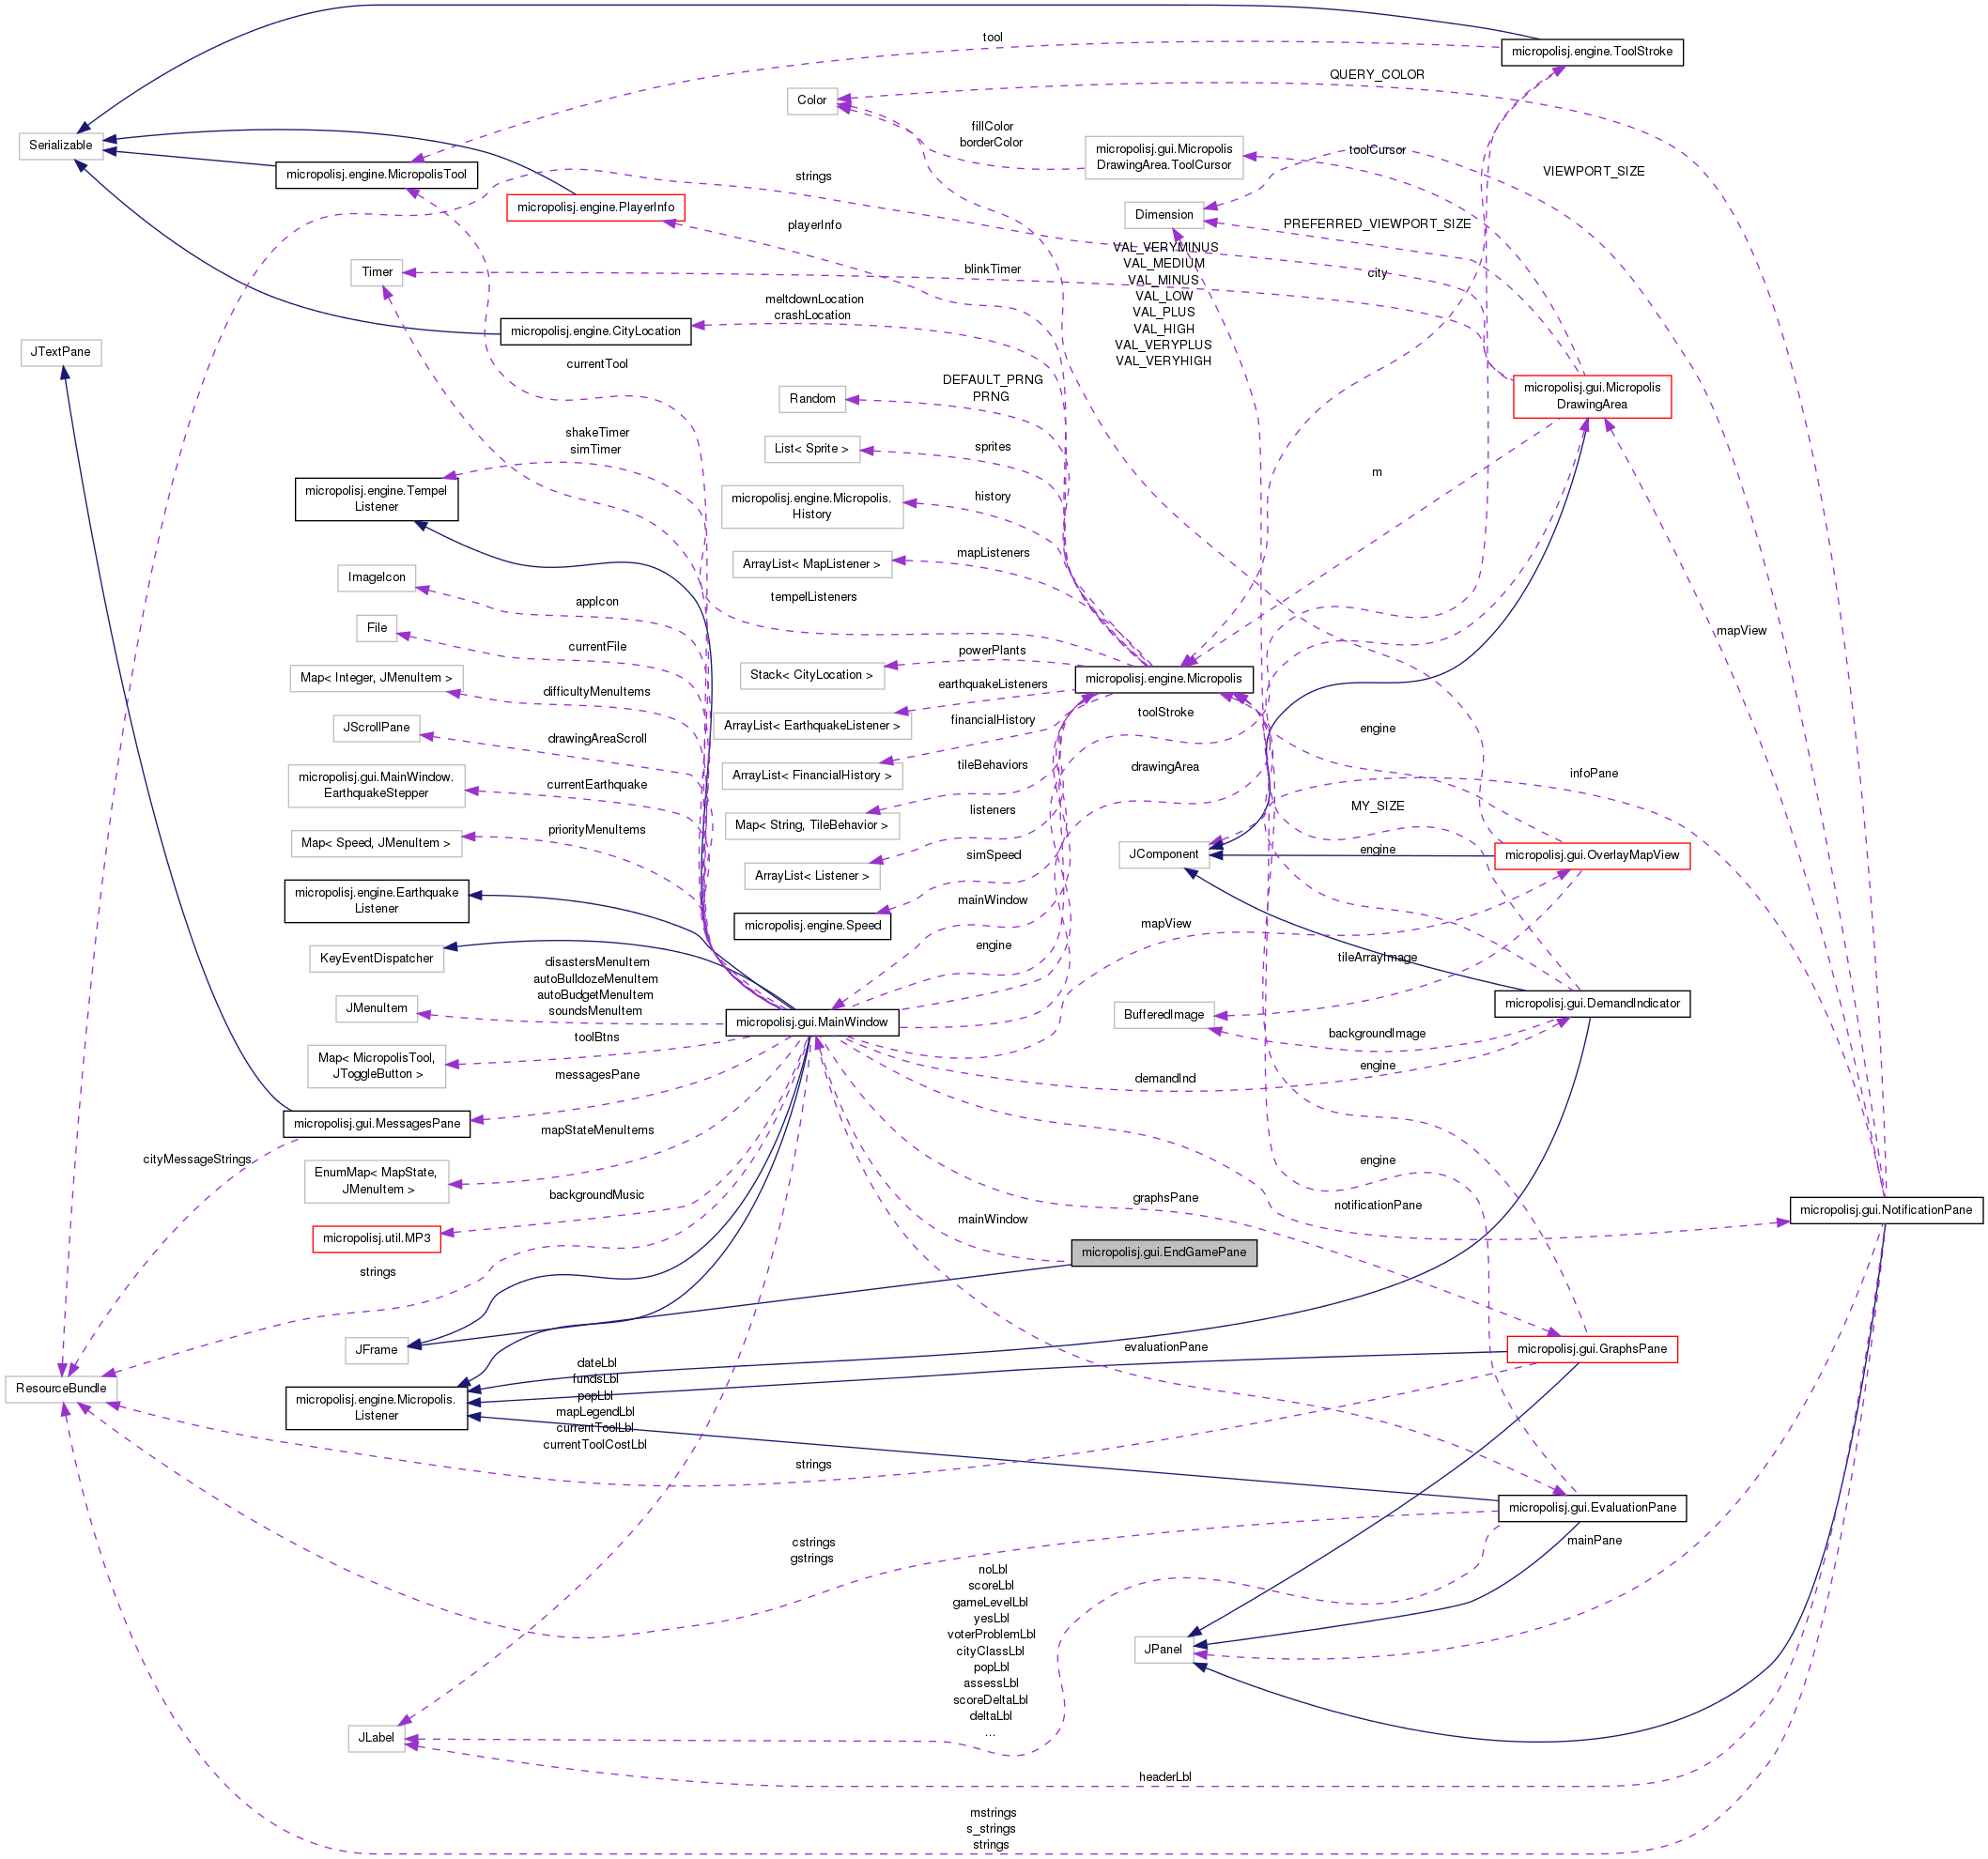 tool
micropolisj.engine.ToolStroke
QUERY_COLOR
Color
fillColor
borderColor
micropolisj.gui.Micropolis
DrawingArea.ToolCursor
toolCursor
Serializable
micropolisj.engine.MicropolisTool
strings
VIEWPORT_SIZE
micropolisj.engine.PlayerInfo
Dimension
playerInfo
PREFERRED_VIEWPORT_SIZE
VAL_VERYMINUS
VAL_MEDIUM
VAL_MINUS
VAL_LOW
VAL_PLUS
VAL_HIGH
VAL_VERYPLUS
VAL_VERYHIGH
Timer
blinkTimer
city
meltdownLocation
crashLocation
micropolisj.engine.CityLocation
JTextPane
currentTool
DEFAULT_PRNG
PRNG
Random
micropolisj.gui.Micropolis
DrawingArea
shakeTimer
simTimer
List< Sprite >
sprites
m
micropolisj.engine.Tempel
Listener
micropolisj.engine.Micropolis.
History
history
ArrayList< MapListener >
mapListeners
ImageIcon
appIcon
tempelListeners
File
currentFile
mapView
powerPlants
Stack< CityLocation >
micropolisj.engine.Micropolis
Map< Integer, JMenuItem >
difficultyMenuItems
earthquakeListeners
ArrayList< EarthquakeListener >
toolStroke
financialHistory
JScrollPane
drawingAreaScroll
engine
ArrayList< FinancialHistory >
tileBehaviors
drawingArea
infoPane
micropolisj.gui.MainWindow.
EarthquakeStepper
currentEarthquake
MY_SIZE
listeners
Map< String, TileBehavior >
priorityMenuItems
Map< Speed, JMenuItem >
simSpeed
JComponent
engine
micropolisj.gui.OverlayMapView
ArrayList< Listener >
micropolisj.engine.Earthquake
Listener
mainWindow
micropolisj.engine.Speed
mapView
engine
KeyEventDispatcher
tileArrayImage
disastersMenuItem
autoBulldozeMenuItem
autoBudgetMenuItem
soundsMenuItem
JMenuItem
micropolisj.gui.MainWindow
BufferedImage
micropolisj.gui.DemandIndicator
toolBtns
backgroundImage
Map< MicropolisTool,
JToggleButton >
messagesPane
demandInd
engine
micropolisj.gui.MessagesPane
mapStateMenuItems
cityMessageStrings
engine
EnumMap< MapState,
JMenuItem >
backgroundMusic
graphsPane
notificationPane
micropolisj.gui.NotificationPane
micropolisj.util.MP3
mainWindow
micropolisj.gui.EndGamePane
strings
JFrame
evaluationPane
micropolisj.gui.GraphsPane
ResourceBundle
micropolisj.engine.Micropolis.
Listener
dateLbl
fundsLbl
popLbl
mapLegendLbl
currentToolLbl
currentToolCostLbl
strings
micropolisj.gui.EvaluationPane
cstrings
gstrings
mainPane
noLbl
scoreLbl
gameLevelLbl
yesLbl
voterProblemLbl
cityClassLbl
popLbl
assessLbl
scoreDeltaLbl
deltaLbl
...
JPanel
JLabel
headerLbl
mstrings
s_strings
strings